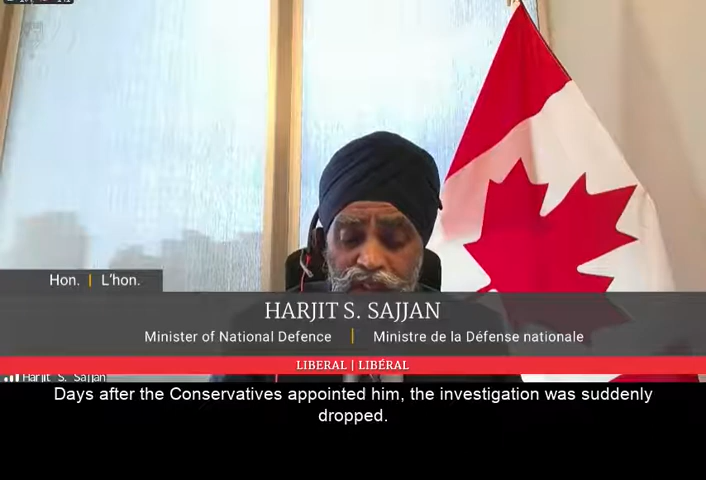 Hon. | L'hon.
HARJIT S. SAJJAN
Minister of National Defence | Ministre de la Défense nationale
LIBERAL | LIBÉRAL
Harjit S. Sajjan
Days after the Conservatives appointed him, the investigation was suddenly
dropped.